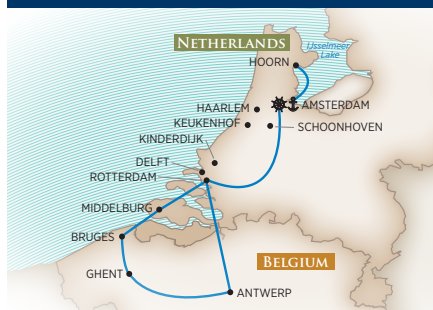 NETHERLANDS
IJsselmeer
Lake
HOORN
HAARLEM
AMSTERDAM
KEUKENHOF
SCHOONHOVEN
KINDERDIJK
DELFT
ROTTERDAM
MIDDELBURG
BRUGES
BELGIUM
GHENT
ANTWERP